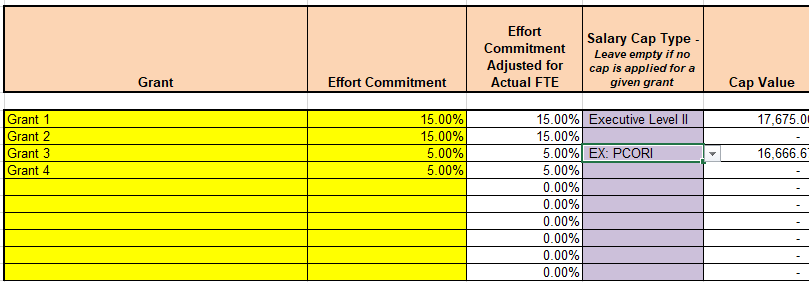 Grant
Effort Commitment
Effort
Commitment
Adjusted for
Actual FTE
Salary Cap Type -
Leave empty if no
cap is applied for a
given grant
Cap Value
Grant 1 15.00% 15.00% Executive Level II 17,675.0
Grant 2 15.00% 15.00% -
Grant 3 5.00% 5.00% EX: PCORI 16,666.6
Grant 4 5.00% 5.00% -
0.00% -
0.00% -
0.00% -
0.00% -
0.00% -
0.00% -